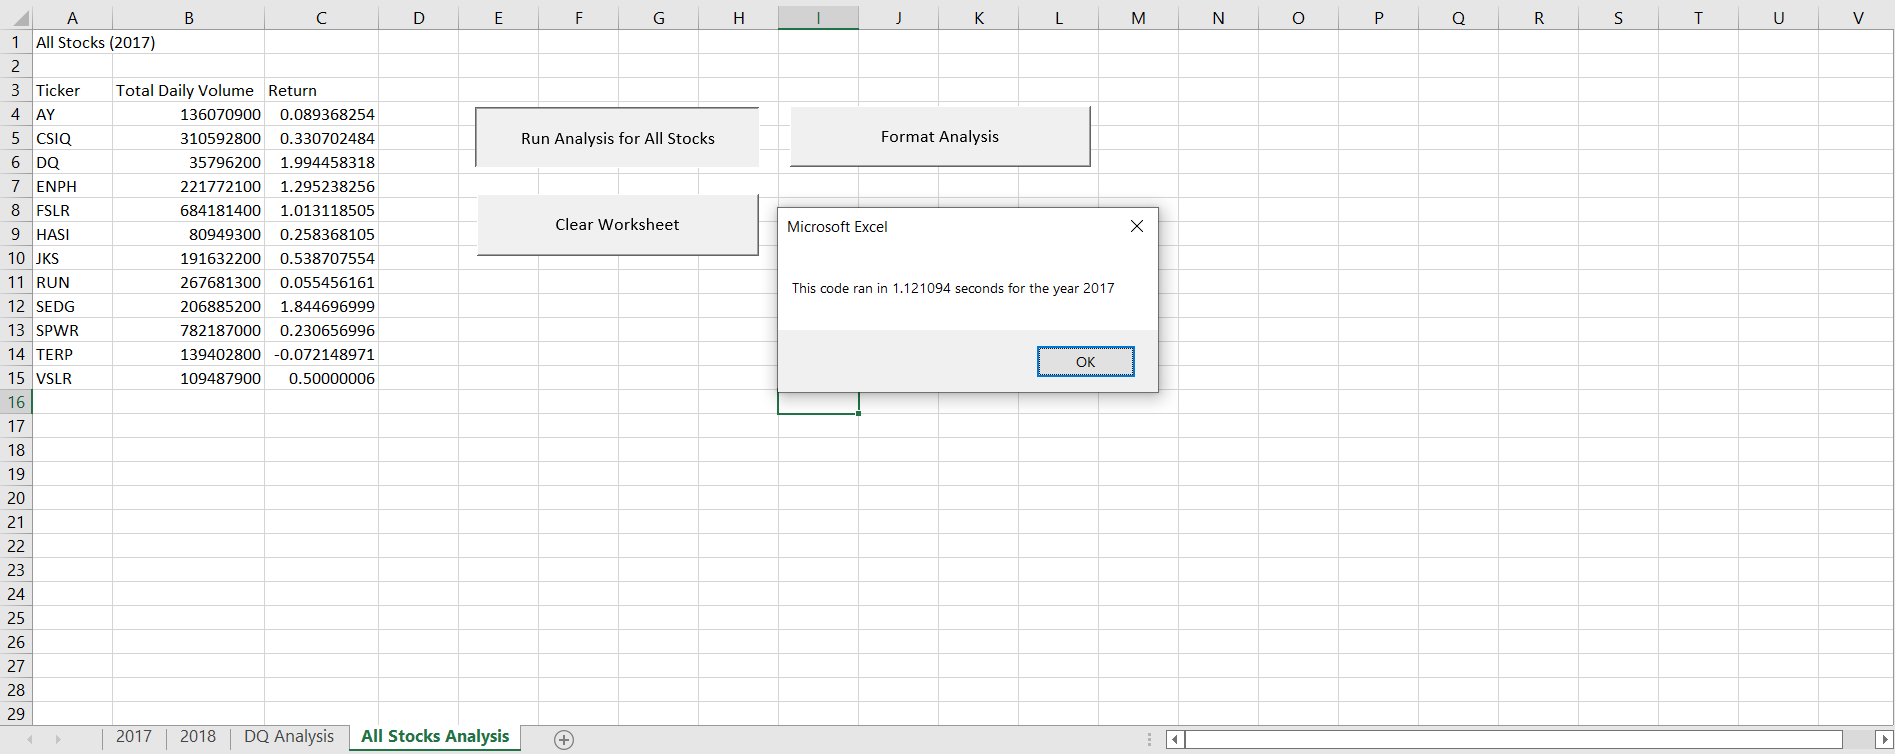 A B C D E F G H I J K L M N O P Q R S T U V
1 All Stocks (2017)
2
3 Ticker Total Daily Volume Return
4 AY 136070900 0.089368254
5 CSIQ 310592800 0.330702484
6 DQ 35796200 1.994458318
7 ENPH 221772100 1.295238256
8 FSLR 684181400 1.013118505
9 HASI 80949300 0.258368105
10 JKS 191632200 0.538707554
11 RUN 267681300 0.055456161
12 SEDG 206885200 1.844696999
13 SPWR 782187000 0.230656996
14 TERP 139402800 -0.072148971
15 VSLR 109487900 0.50000006
16
17
18
19
20
21
22
23
24
25
26
27
28
29
Run Analysis for All Stocks
Format Analysis
Clear Worksheet
Microsoft Excel
This code ran in 1.121094 seconds for the year 2017
OK
2017 2018 DQ Analysis All Stocks Analysis